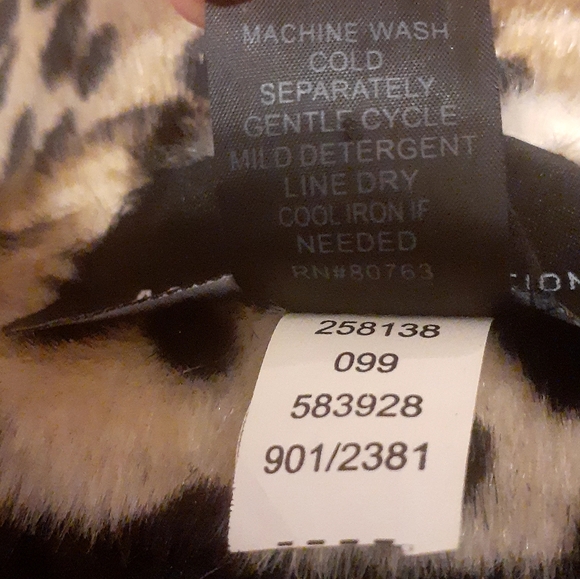 MACHINE WASH
COLD
SEPARATELY
GENTLE CYCLE
MILD DETERGENT
LINE DRY
COOL IRON IF
NEEDED
RN#80763
258138
099
583928
901/2381